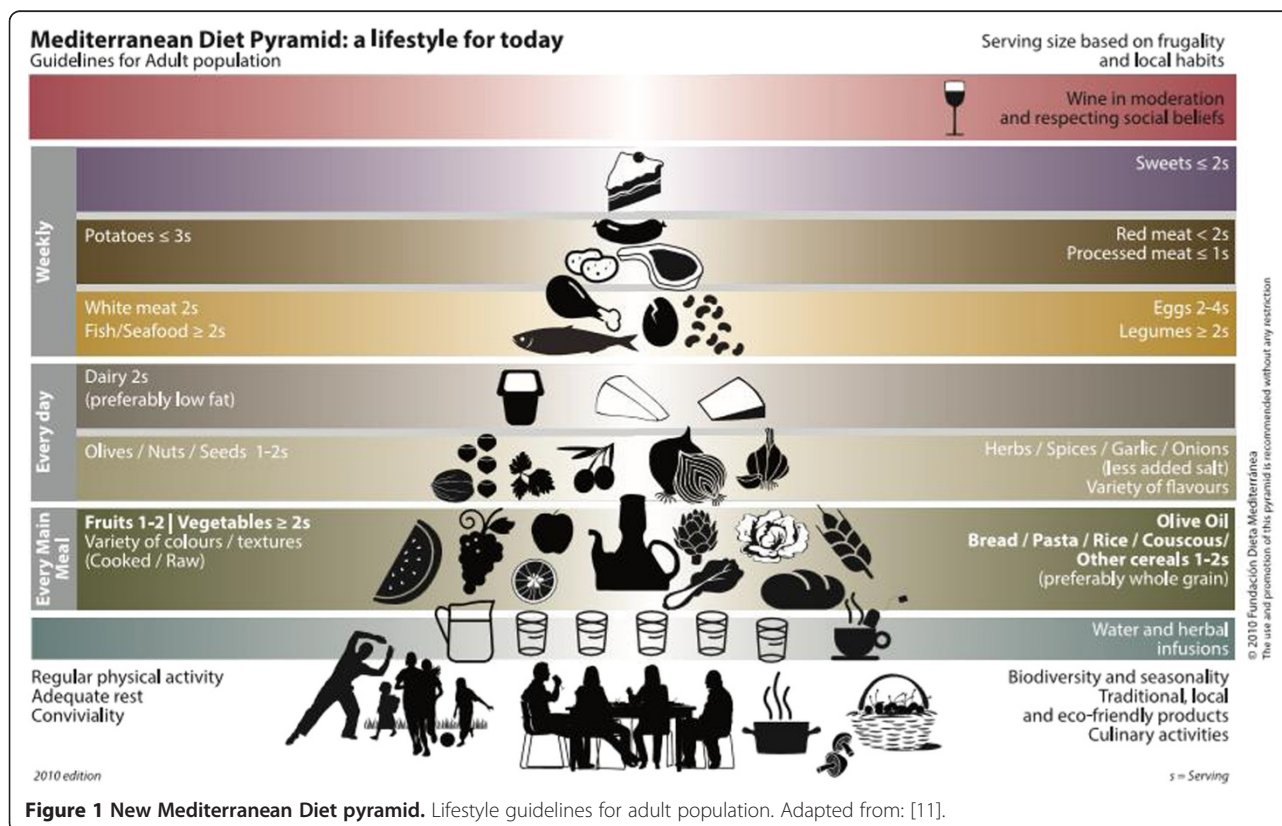 Mediterranean Diet Pyramid: a lifestyle for today
Guidelines for Adult population
Serving size based on frugality
and local habits
Wine in moderation
and respecting social beliefs
Weekly
Sweets ≤ 2s
Potatoes ≤ 3s
Red meat < 2s
Processed meat ≤ 1s
White meat 2s
Fish/Seafood ≥ 2s
Eggs 2-4s
Legumes ≥ 2s
Every day
Dairy 2s
(preferably low fat)
Olives / Nuts / Seeds 1-2s
Herbs / Spices / Garlic / Onions
(less added salt)
Variety of flavours
Every Main
Meal
Fruits 1-2 | Vegetables ≥ 2s
Variety of colours / textures
(Cooked / Raw)
Olive Oil
Bread / Pasta / Rice / Couscous/
Other cereals 1-2s
(preferably whole grain)
Water and herbal
infusions
Regular physical activity
Adequate rest
Conviviality
Biodiversity and seasonality
Traditional, local
and eco-friendly products
Culinary activities
2010 edition
s = Serving
© 2010 Fundación Dieta Mediterránea
The use and promotion of this pyramid is recommended without any restriction
Figure 1 New Mediterranean Diet pyramid. Lifestyle guidelines for adult population. Adapted from: [11].